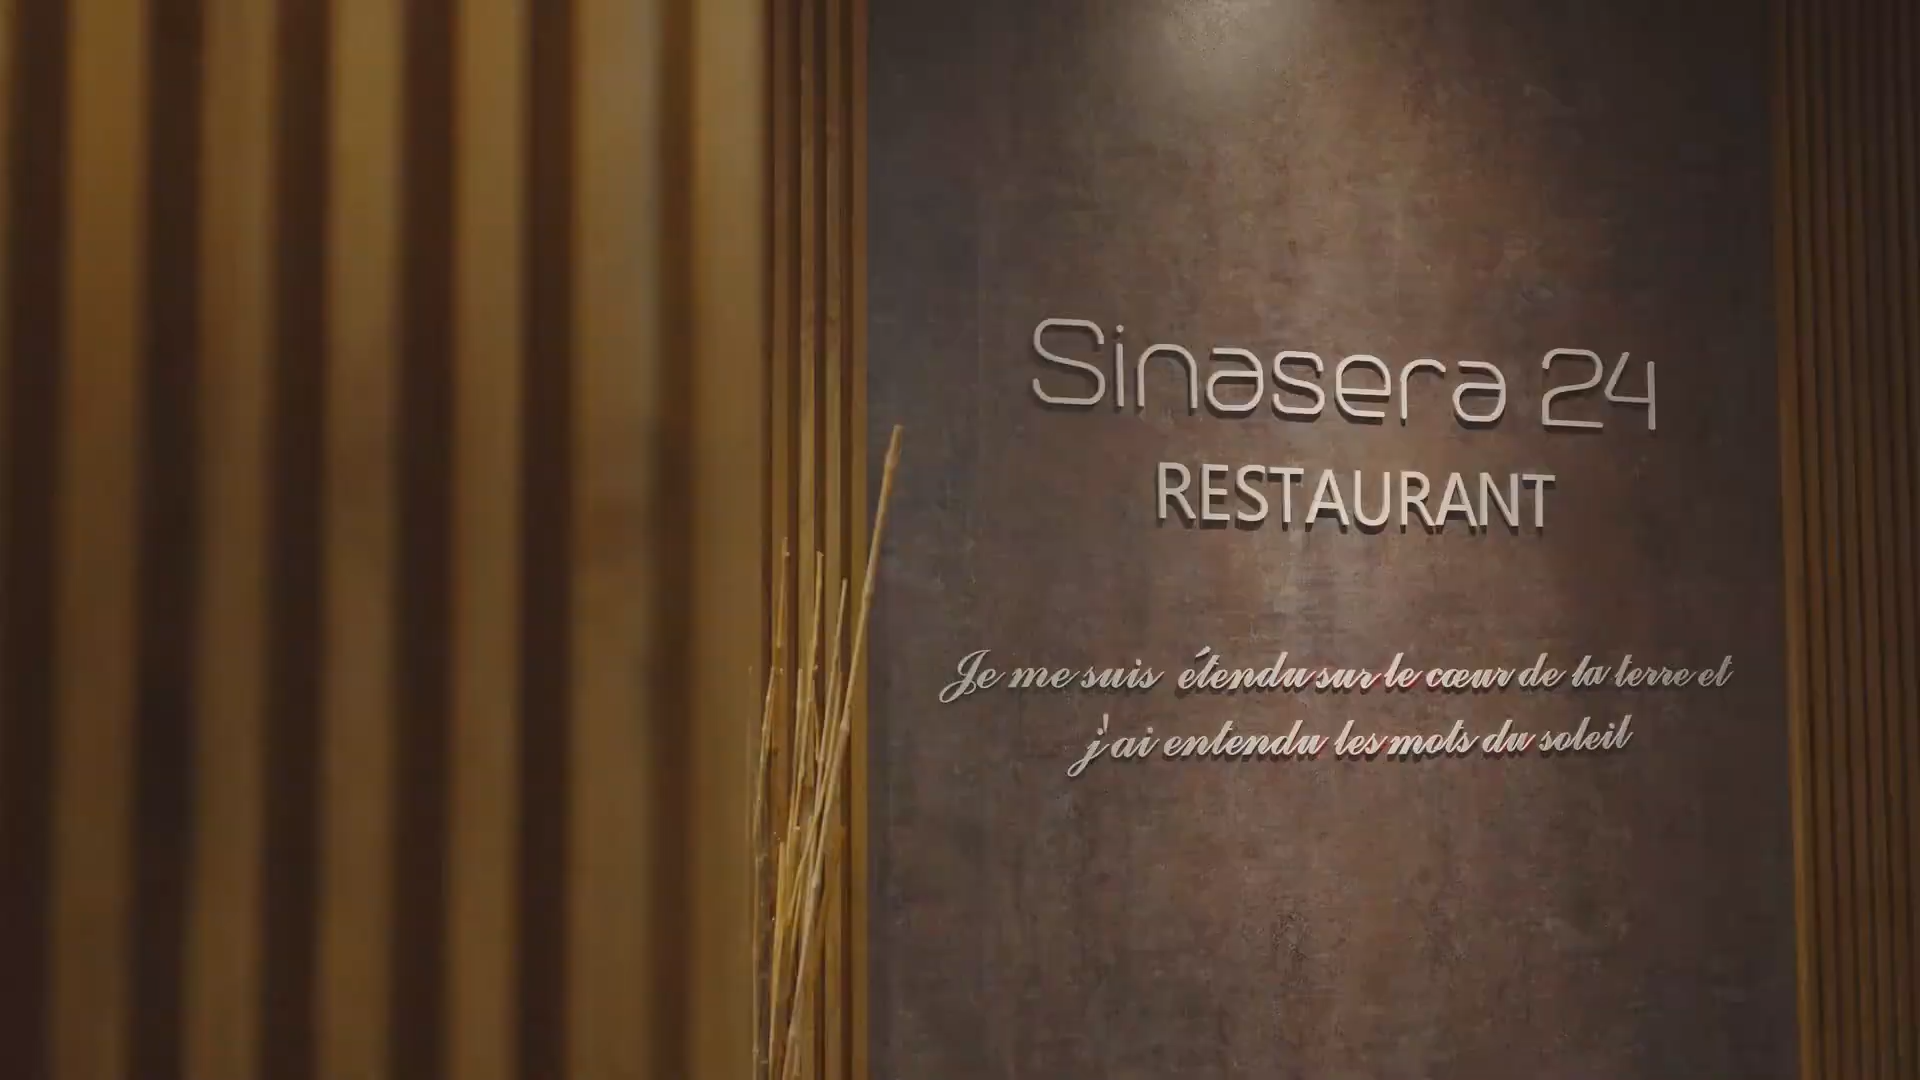 Sinasera 24
RESTAURANT
Je me suis étendu sur le cœur de la terre et
j'ai entendu les mots du soleil